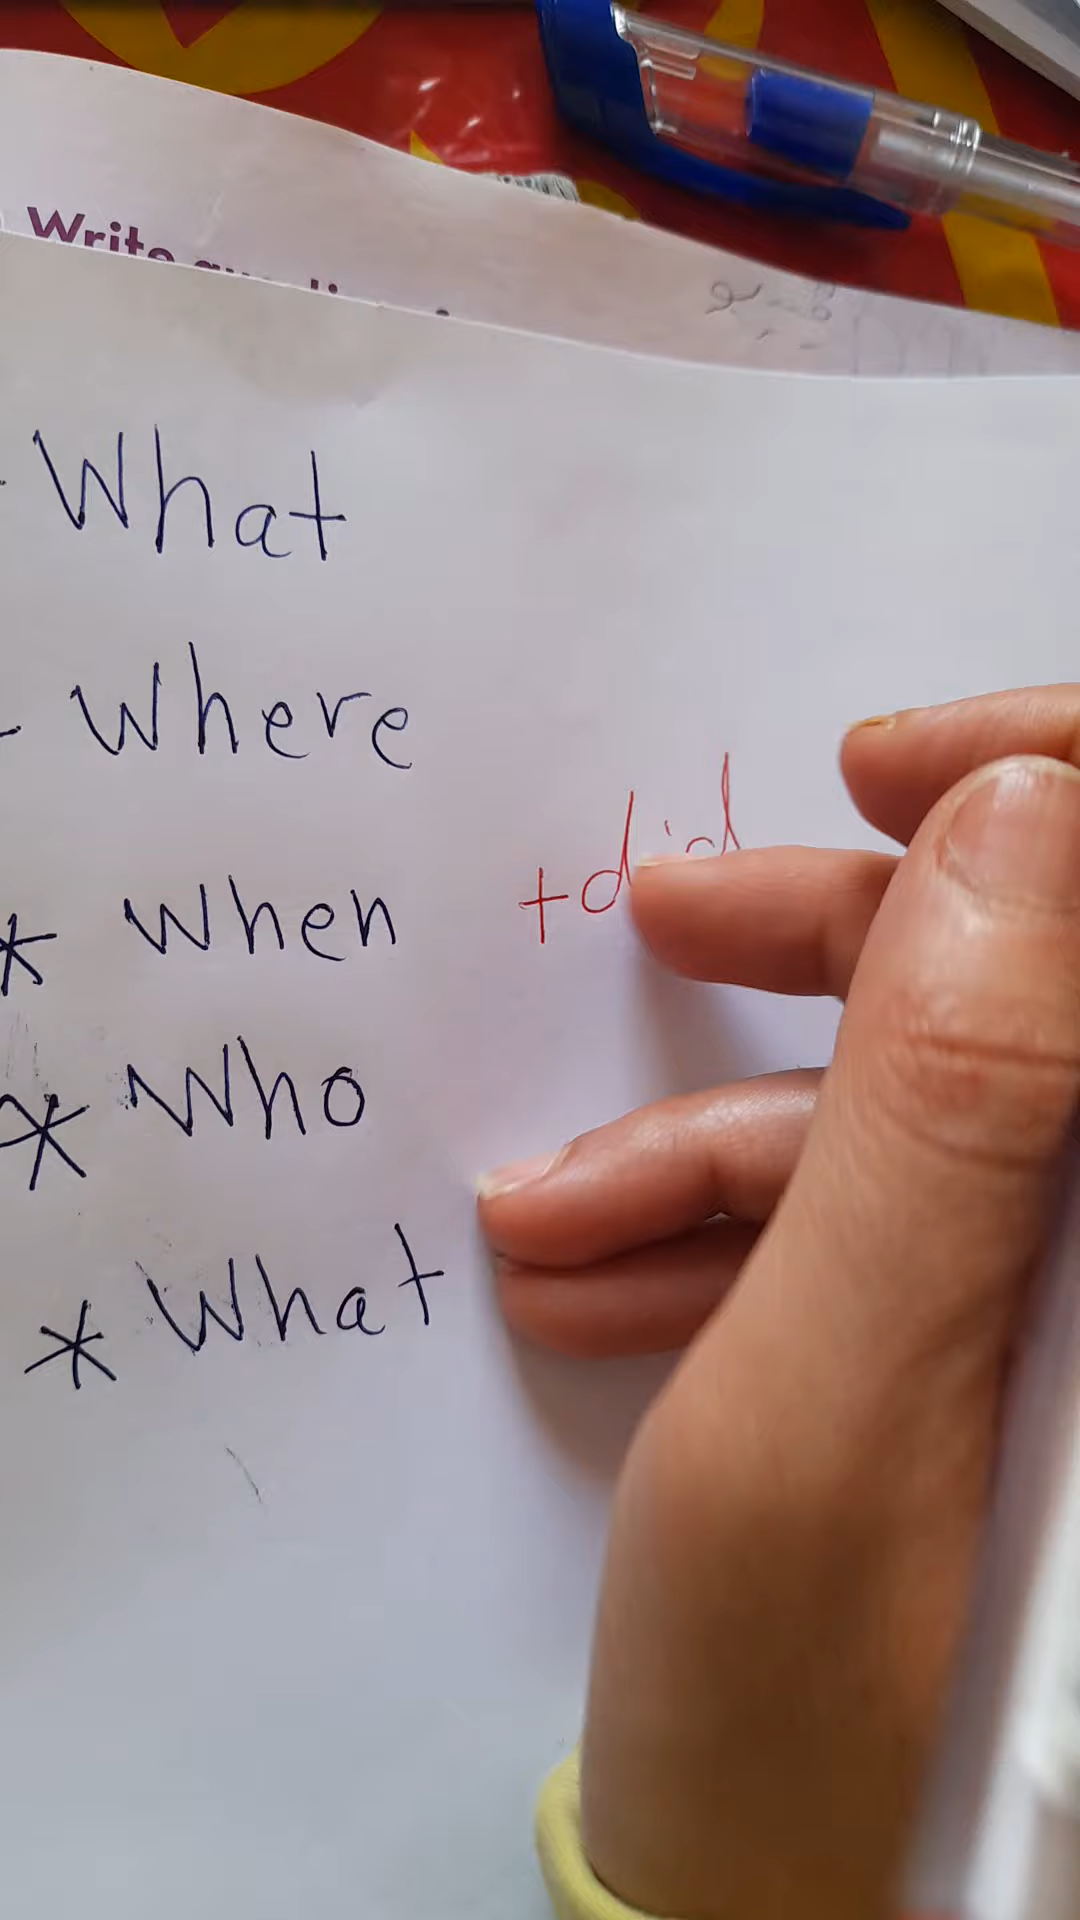 Write
- What
- Where
* When +did
* Who
* What